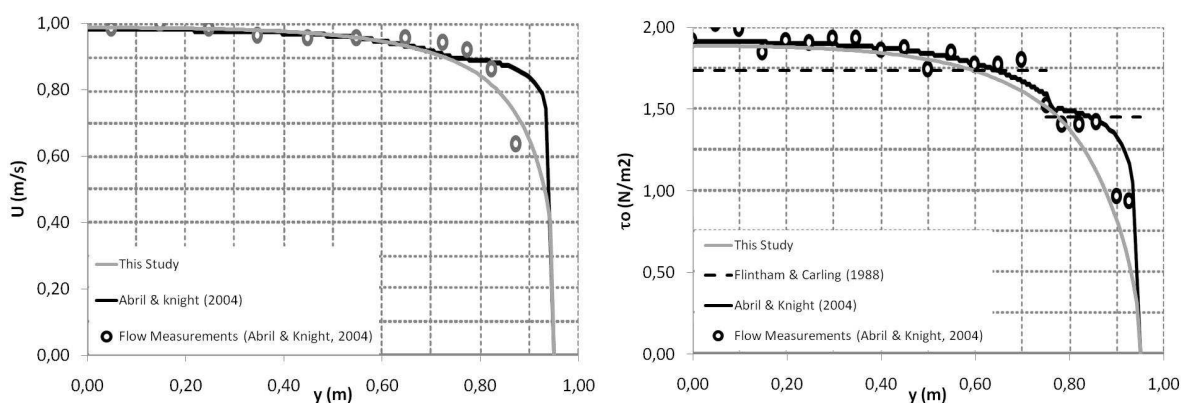 U (m/s)
1,00
0,80
0,60
0,40
0,20
0,00
This Study
Abril & knight (2004)
Flow Measurements (Abril & Knight, 2004)
0,00 0,20 0,40 0,60 0,80 1,00
y (m)
τo (N/m2)
2,00
1,50
1,00
0,50
0,00
This Study
Flintham & Carling (1988)
Abril & Knight (2004)
Flow Measurements (Abril & Knight, 2004)
0,00 0,20 0,40 0,60 0,80 1,00
y (m)